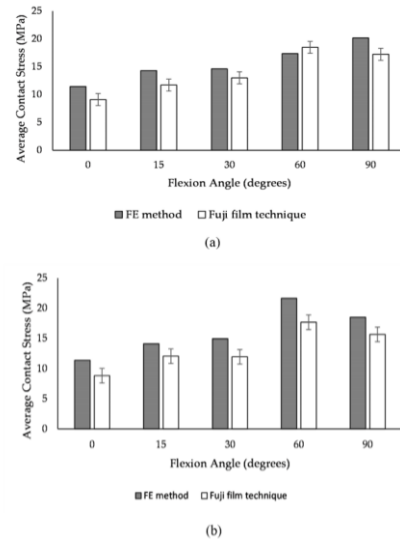 25
20
15
10
5
0
Average Contact Stress (MPa)
0 15 30 60 90
Flexion Angle (degrees)
FE method Fuji film technique
(a)
25
20
15
10
5
0
Average Contact Stress (MPa)
0 15 30 60 90
Flexion Angle (degrees)
FE method Fuji film technique
(b)